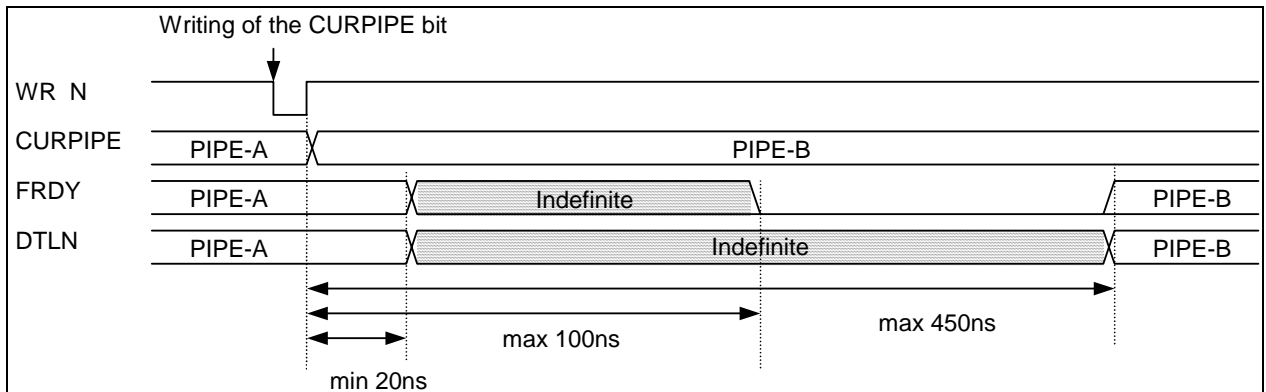 Writing of the CURPIPE bit
WR N
CURPIPE PIPE-A PIPE-B
FRDY PIPE-A Indefinite PIPE-B
DTLN PIPE-A Indefinite PIPE-B
max 450ns
max 100ns
min 20ns